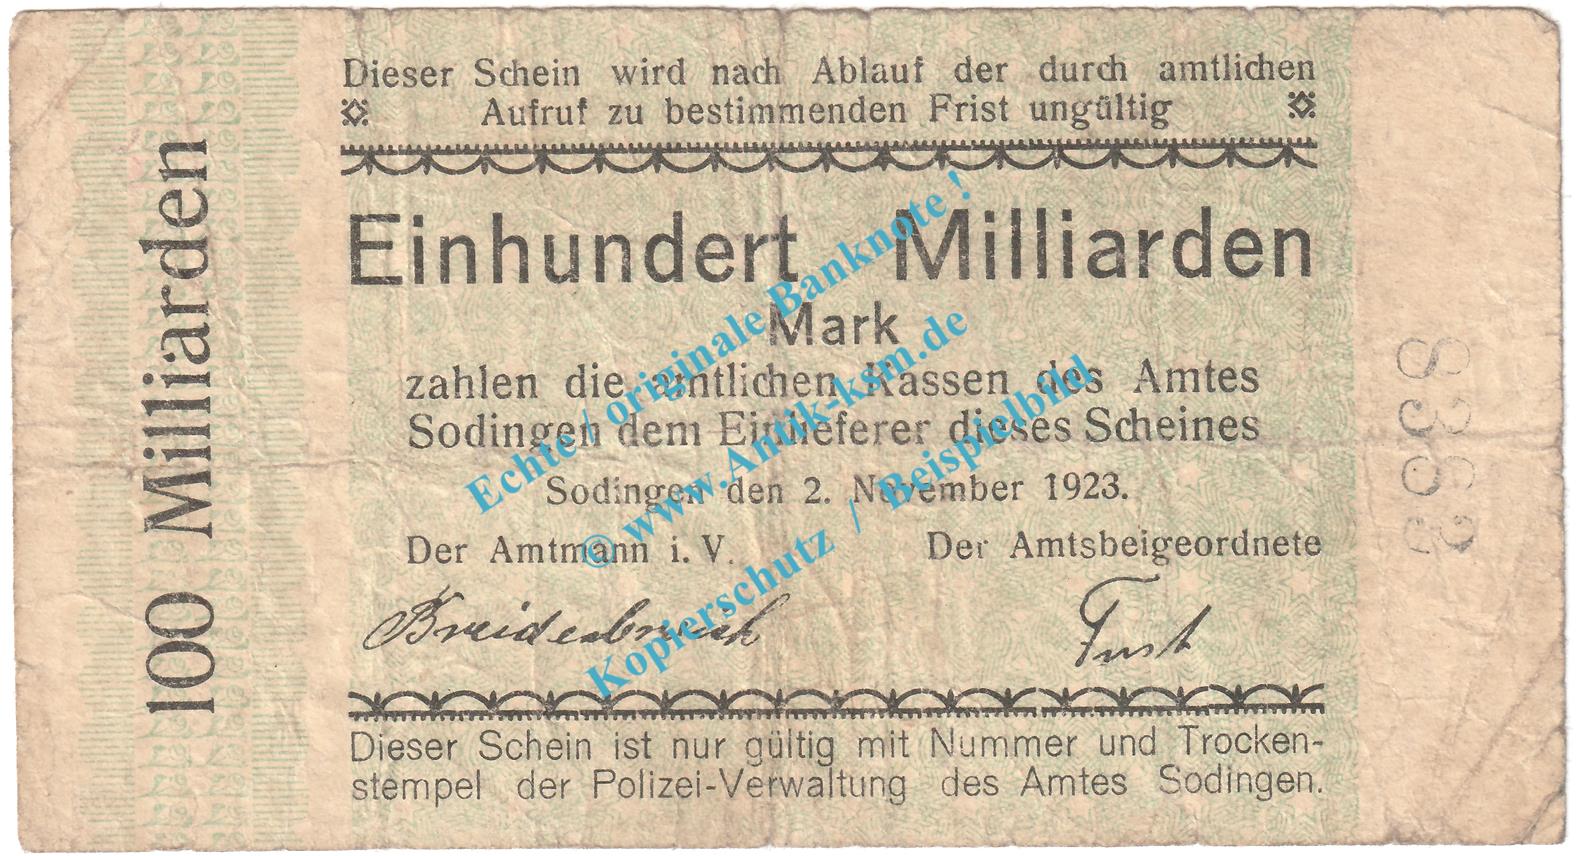 Dieser Schein wird nach Ablauf der durch amtlichen
Aufruf zu bestimmenden Frist ungültig
100 Milliarden
Einhundert Milliarden
Mark
zahlen die amtlichen Kassen des Amtes
Sodingen dem Einlieferer dieses Scheines
Sodingen den 2. November 1923.
Der Amtmann i. V.
Der Amtsbeigeordnete
Breidenbruch
Dieser Schein ist nur gültig mit Nummer und Trocken-
stempel der Polizei-Verwaltung des Amtes Sodingen.
Echte / originale Banknote !
© www.Antik-ksm.de
Kopierschutz / Beispielbild